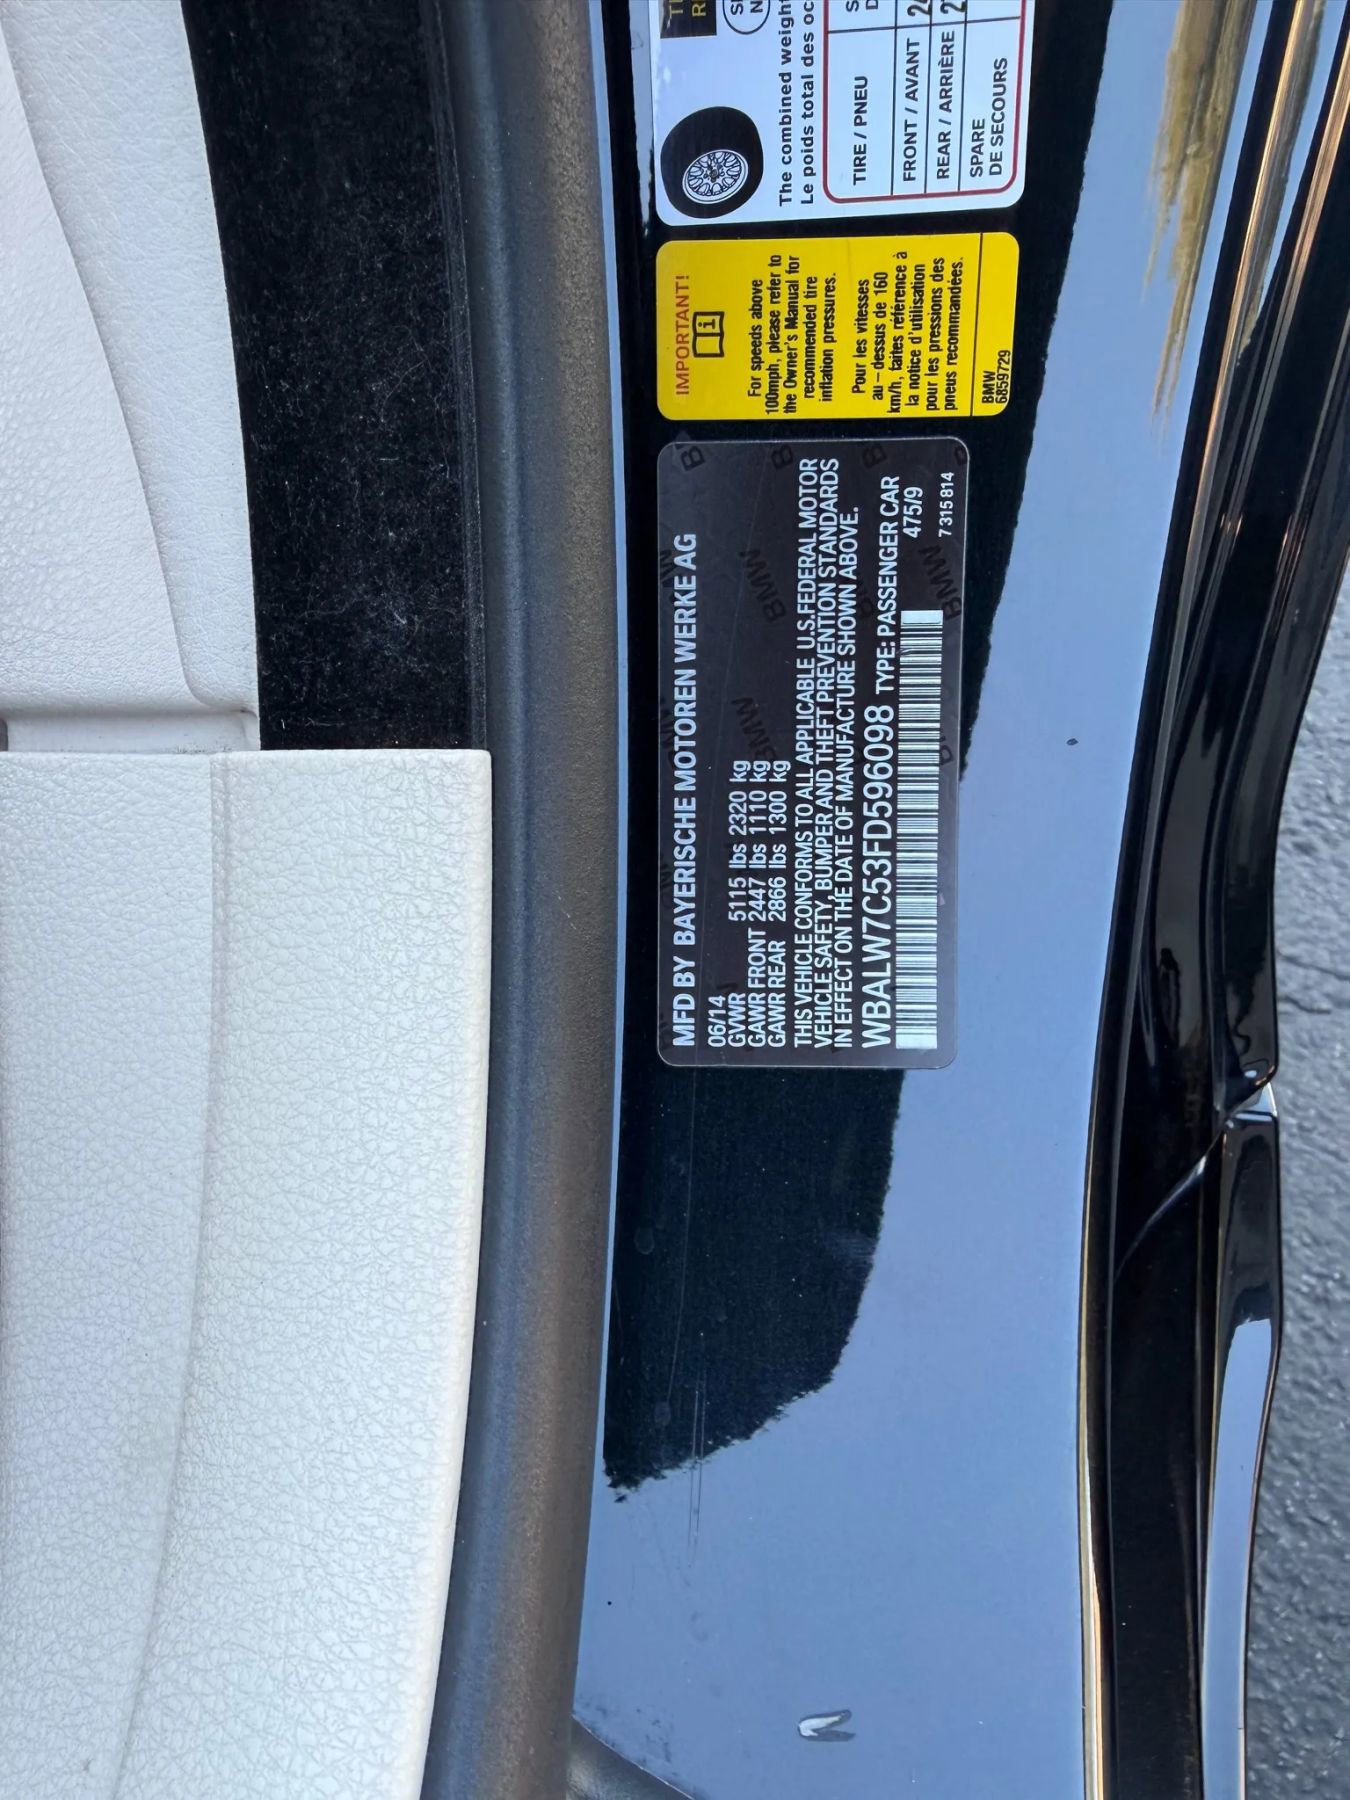 The combined weight
Le poids total des oc
TIRE / PNEU
FRONT / AVANT
REAR / ARRIÈRE
SPARE
DE SECOURS
IMPORTANT!
For speeds above
100mph, please refer to
the Owner's Manual for
recommended tire
inflation pressures.
Pour les vitesses
au – dessus de 160
km/h, faites référence à
la notice d'utilisation
pour les pressions des
pneus recommandées.
BMW
6859729
MFD BY BAYERISCHE MOTOREN WERKE AG
06/14
GVWR 5115 lbs 2320 kg
GAWR FRONT 2447 lbs 1110 kg
GAWR REAR 2866 lbs 1300 kg
THIS VEHICLE CONFORMS TO ALL APPLICABLE U.S.FEDERAL MOTOR
VEHICLE SAFETY, BUMPER AND THEFT PREVENTION STANDARDS
IN EFFECT ON THE DATE OF MANUFACTURE SHOWN ABOVE.
WBALW7C53FD596098 TYPE: PASSENGER CAR
475/9
7 315 814